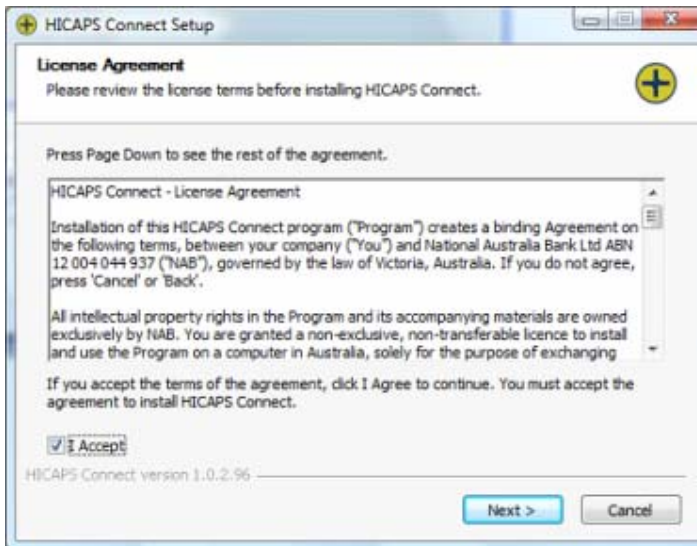 HICAPS Connect Setup
License Agreement
Please review the license terms before installing HICAPS Connect.
Press Page Down to see the rest of the agreement.
HICAPS Connect - License Agreement
Installation of this HICAPS Connect program ("Program") creates a binding Agreement on
the following terms, between your company ("You") and National Australia Bank Ltd ABN
12 004 044 937 ("NAB"), governed by the law of Victoria, Australia. If you do not agree,
press 'Cancel' or 'Back'.
All intellectual property rights in the Program and its accompanying materials are owned
exclusively by NAB. You are granted a non-exclusive, non-transferable licence to install
and use the Program on a computer in Australia, solely for the purpose of exchanging
If you accept the terms of the agreement, click I Agree to continue. You must accept the
agreement to install HICAPS Connect.
I Accept
HICAPS Connect version 1.0.2.96
Next >
Cancel